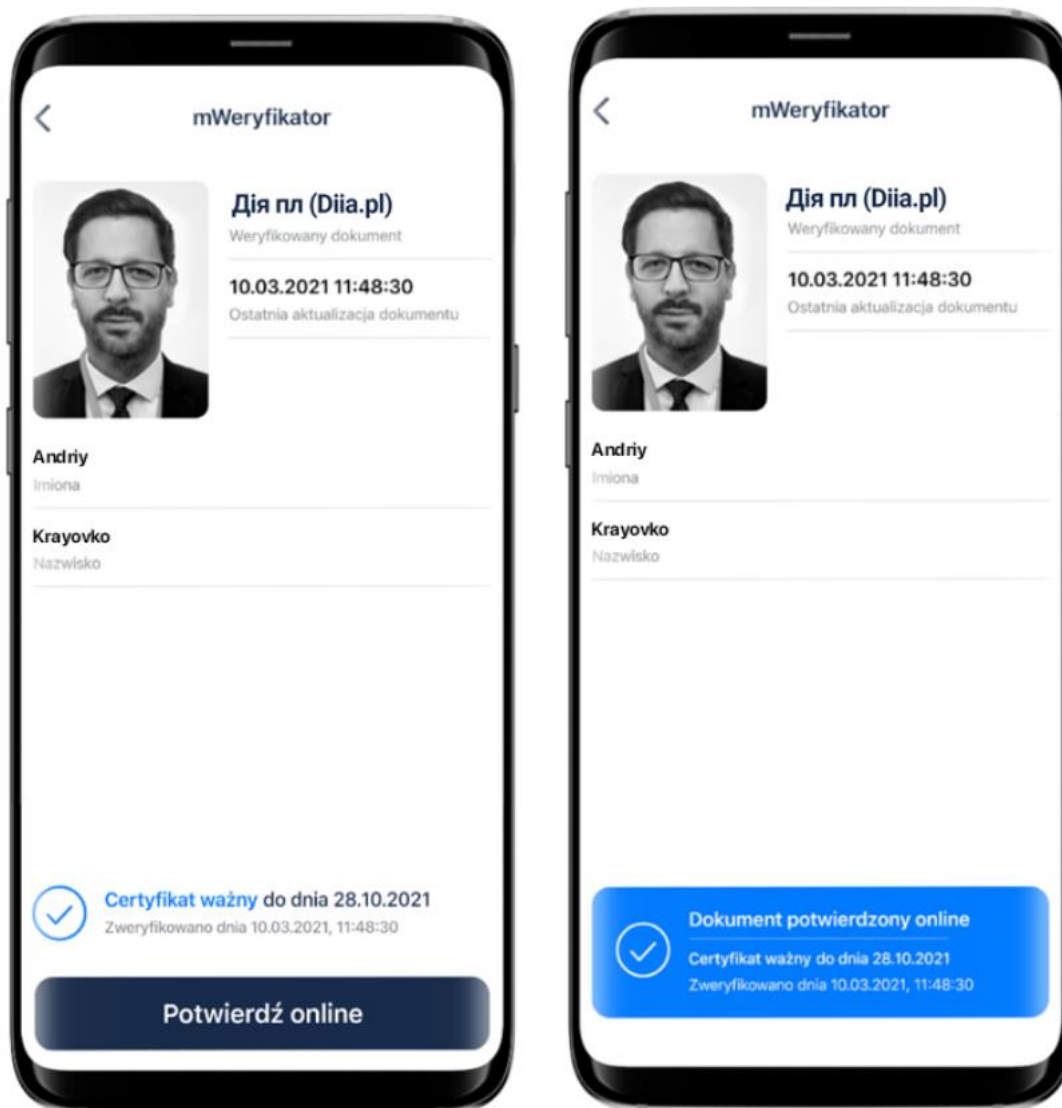 mWeryfikator
Дія пл (Diia.pl)
Weryfikowany dokument
10.03.2021 11:48:30
Ostatnia aktualizacja dokumentu
Andriy
Imiona
Krayovko
Nazwisko
Certyfikat ważny do dnia 28.10.2021
Zweryfikowano dnia 10.03.2021, 11:48:30
Potwierdź online
mWeryfikator
Дія пл (Diia.pl)
Weryfikowany dokument
10.03.2021 11:48:30
Ostatnia aktualizacja dokumentu
Andriy
Imiona
Krayovko
Nazwisko
Dokument potwierdzony online
Certyfikat ważny do dnia 28.10.2021
Zweryfikowano dnia 10.03.2021, 11:48:30